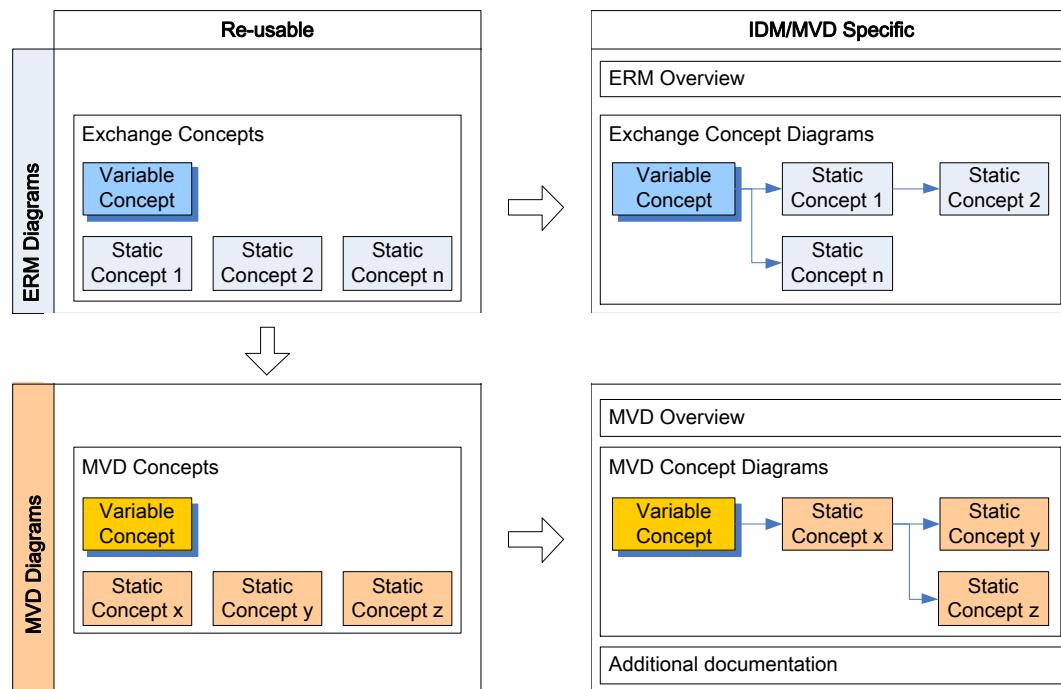 Re-usable
IDM/MVD Specific
ERM Diagrams
Exchange Concepts
Variable
Concept
Static
Concept 1
Static
Concept 2
Static
Concept n
ERM Overview
Exchange Concept Diagrams
Variable
Concept
Static
Concept 1
Static
Concept 2
Static
Concept n
MVD Diagrams
MVD Concepts
Variable
Concept
Static
Concept x
Static
Concept y
Static
Concept z
MVD Overview
MVD Concept Diagrams
Variable
Concept
Static
Concept x
Static
Concept y
Static
Concept z
Additional documentation